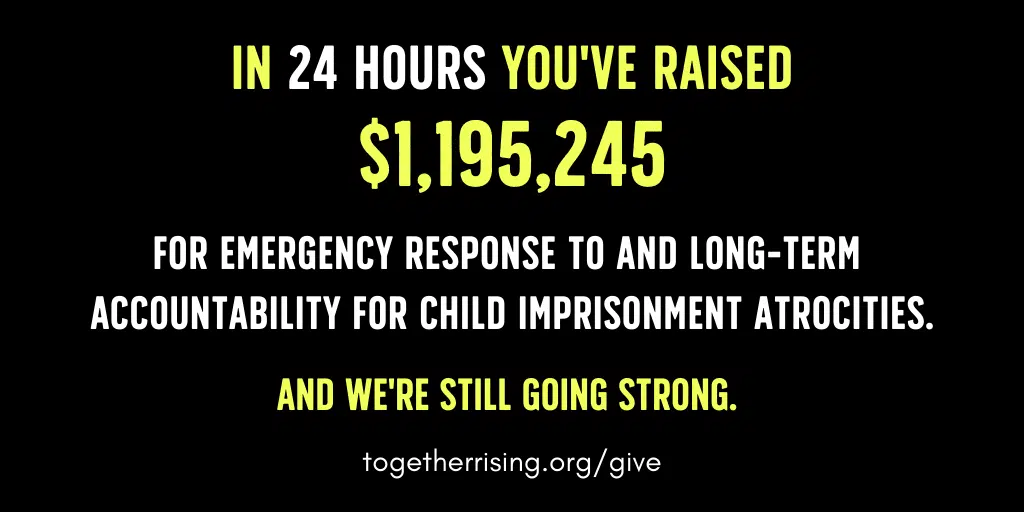 IN 24 HOURS YOU'VE RAISED
$1,195,245
FOR EMERGENCY RESPONSE TO AND LONG-TERM
ACCOUNTABILITY FOR CHILD IMPRISONMENT ATROCITIES.
AND WE'RE STILL GOING STRONG.
togetherrising.org/give